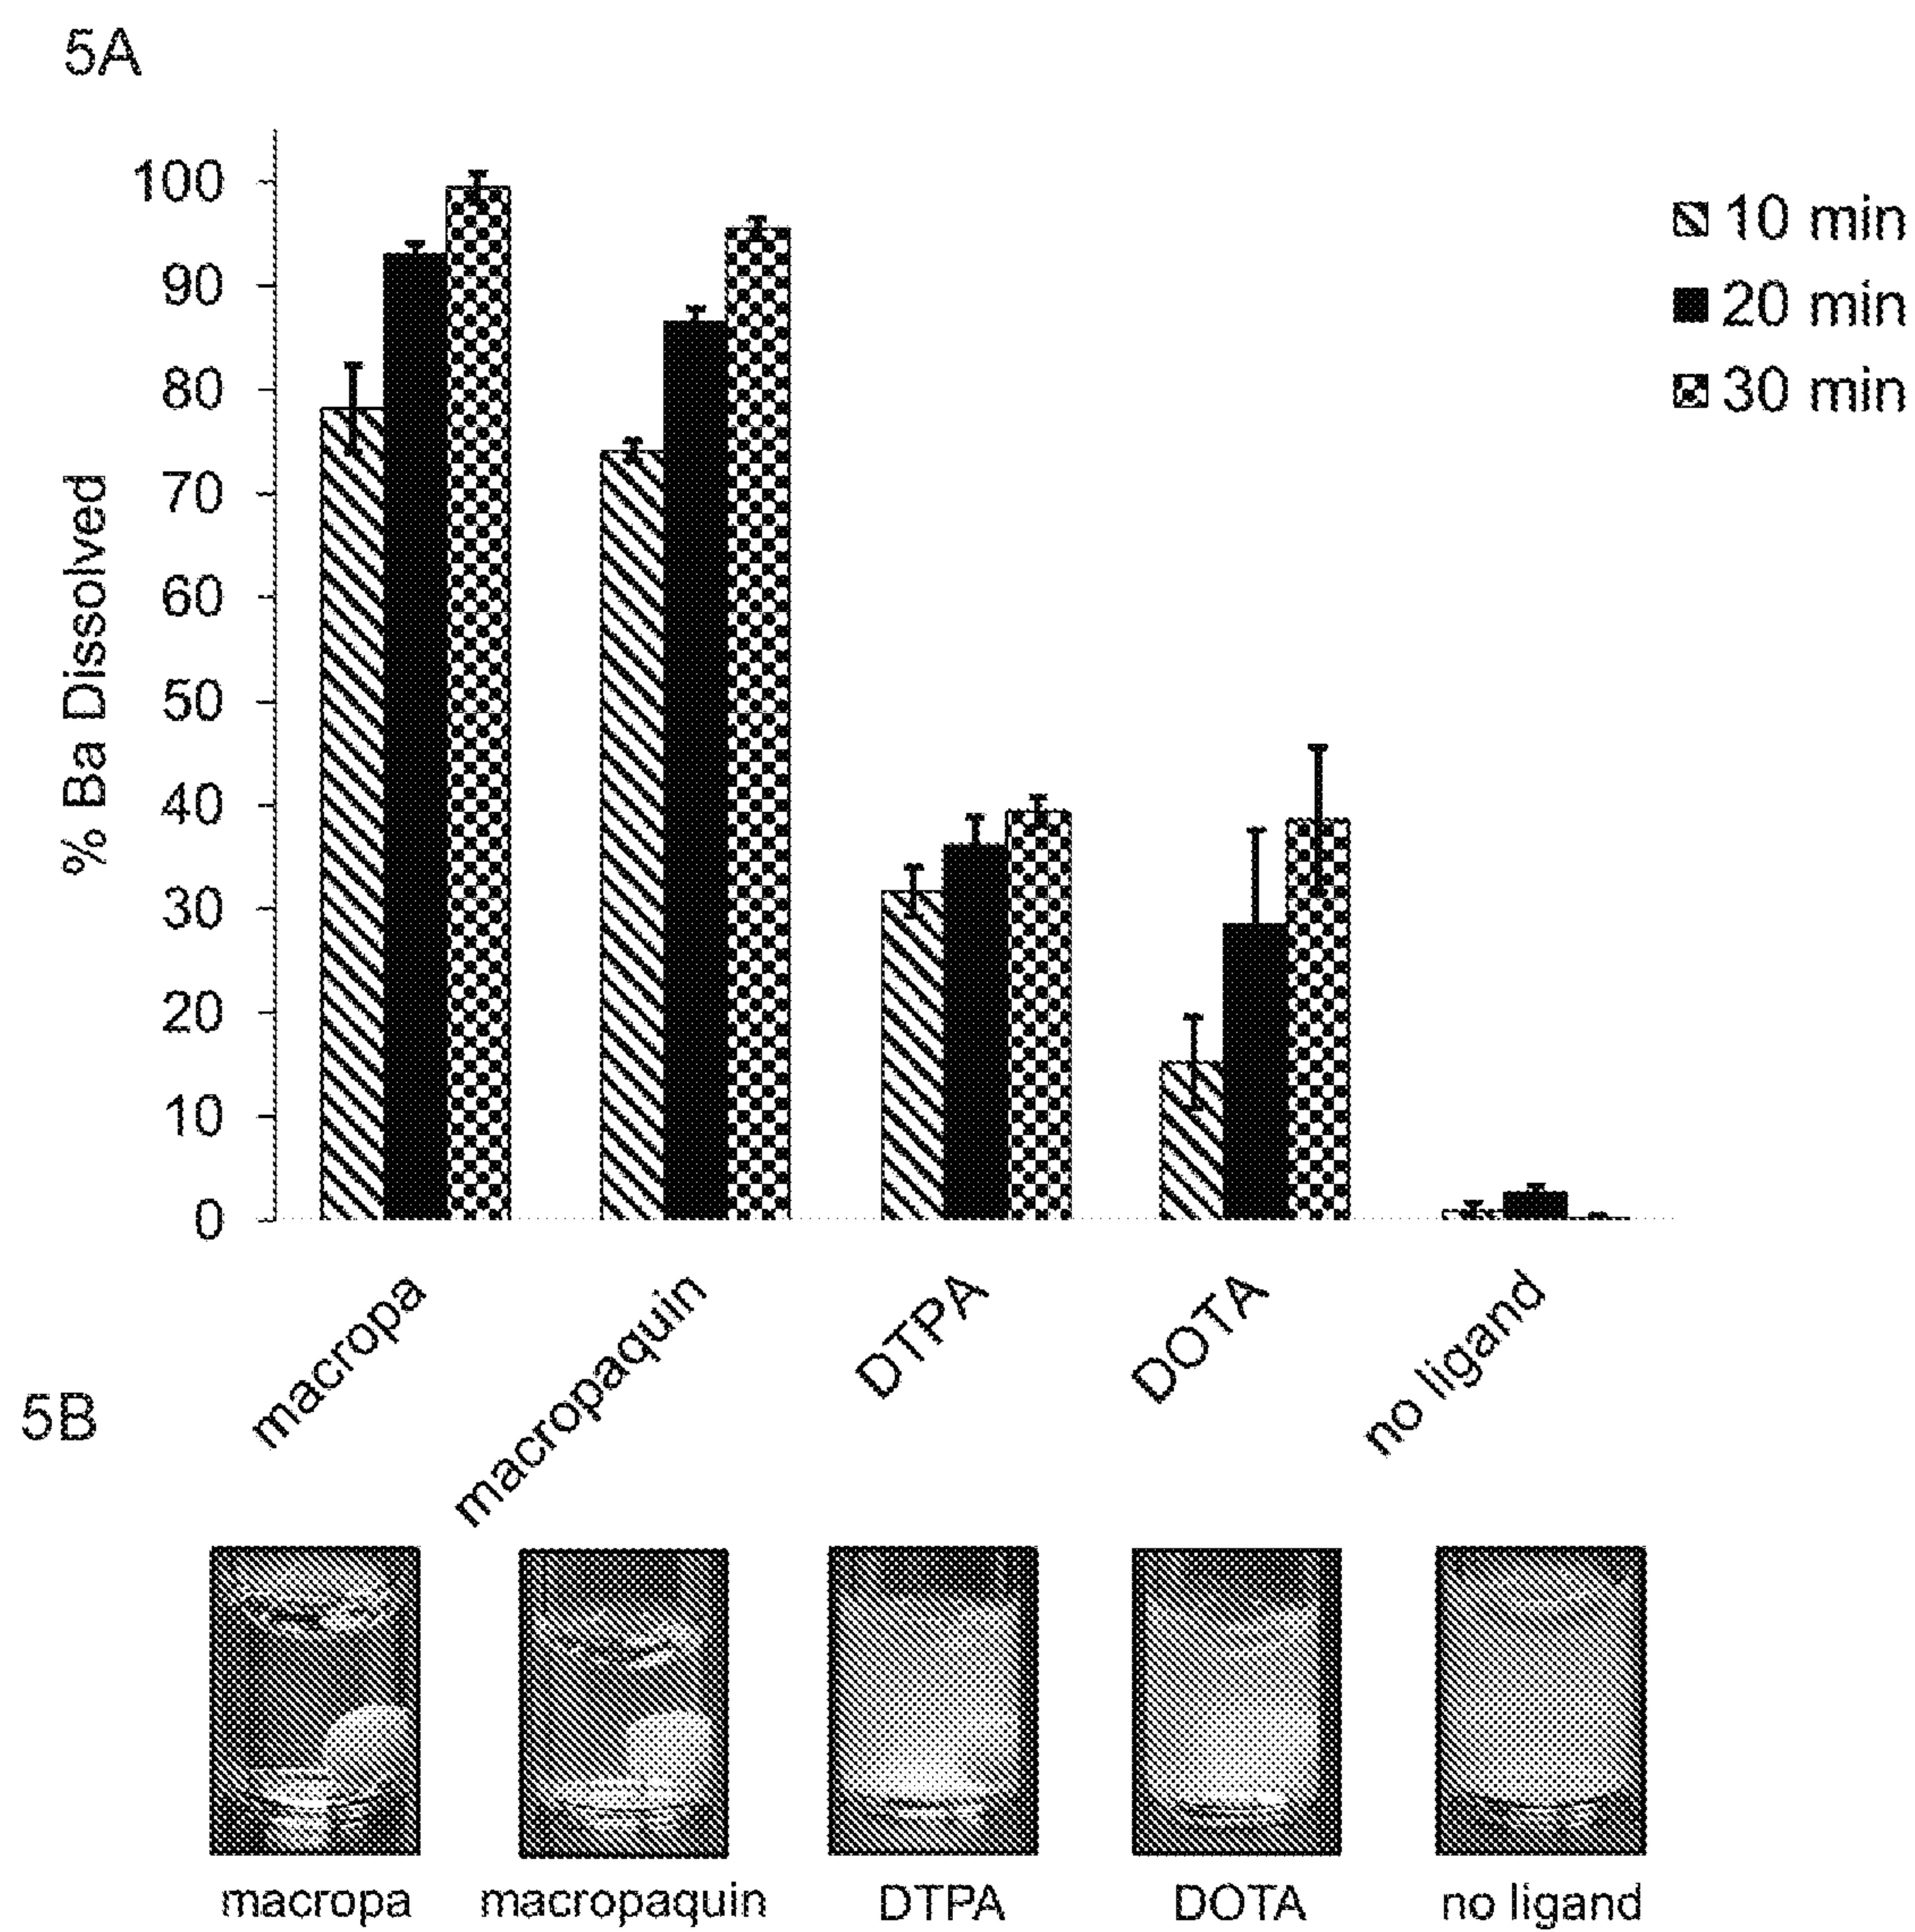 5A
% Ba Dissolved
100
90
80
70
60
50
40
30
20
10
0
10 min
20 min
30 min
macropa
macropaquin
DTPA
DOTA
no ligand
5B
macropa
macropaquin
DTPA
DOTA
no ligand